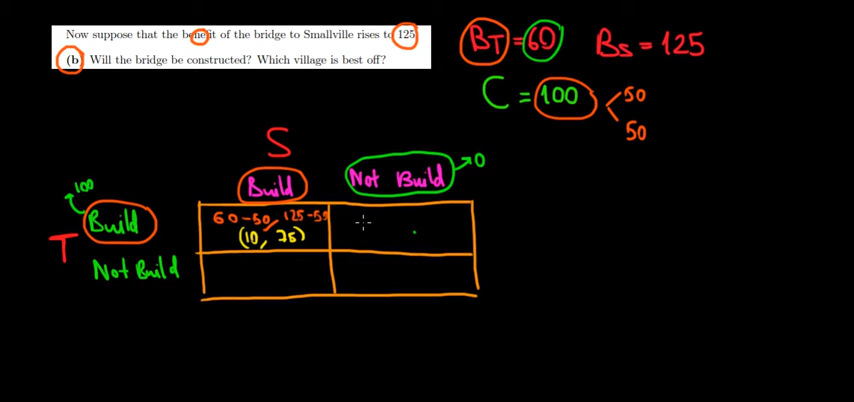 Now suppose that the benefit of the bridge to Smallville rises to 125
(b) Will the bridge be constructed? Which village is best off?
BT = 60 Bs = 125
C = 100 50
50
S
Build Not Build → 0
100
T Build 60-50, 125-50
(10, 75)
Not Build